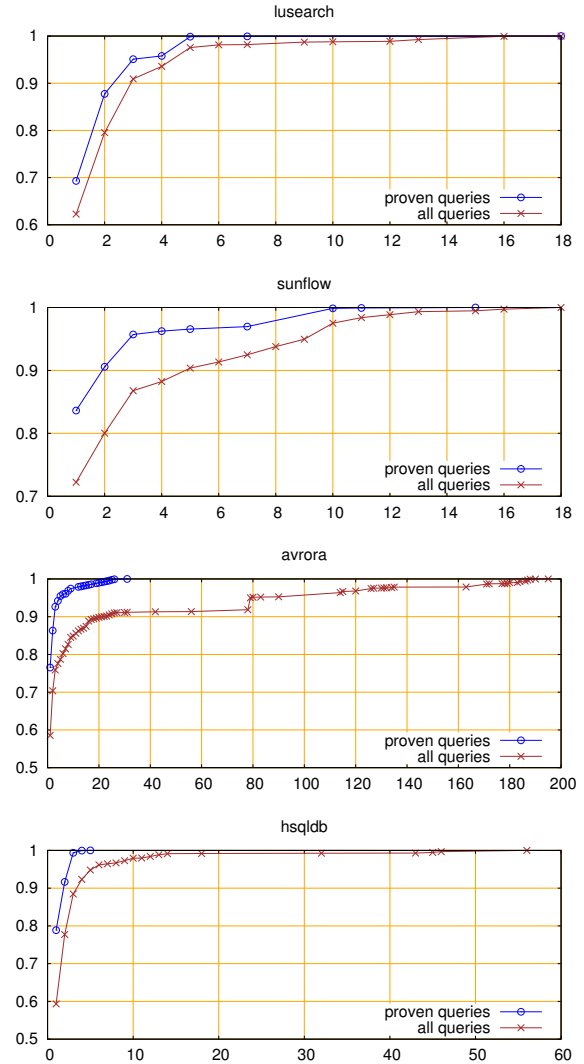 lusearch
1
0.9
0.8
0.7
0.6
proven queries
all queries
0 2 4 6 8 10 12 14 16 18
sunflow
1
0.9
0.8
0.7
proven queries
all queries
0 2 4 6 8 10 12 14 16 18
avrora
1
0.9
0.8
0.7
0.6
0.5
proven queries
all queries
0 20 40 60 80 100 120 140 160 180 200
hsqldb
1
0.9
0.8
0.7
0.6
0.5
proven queries
all queries
0 10 20 30 40 50 60